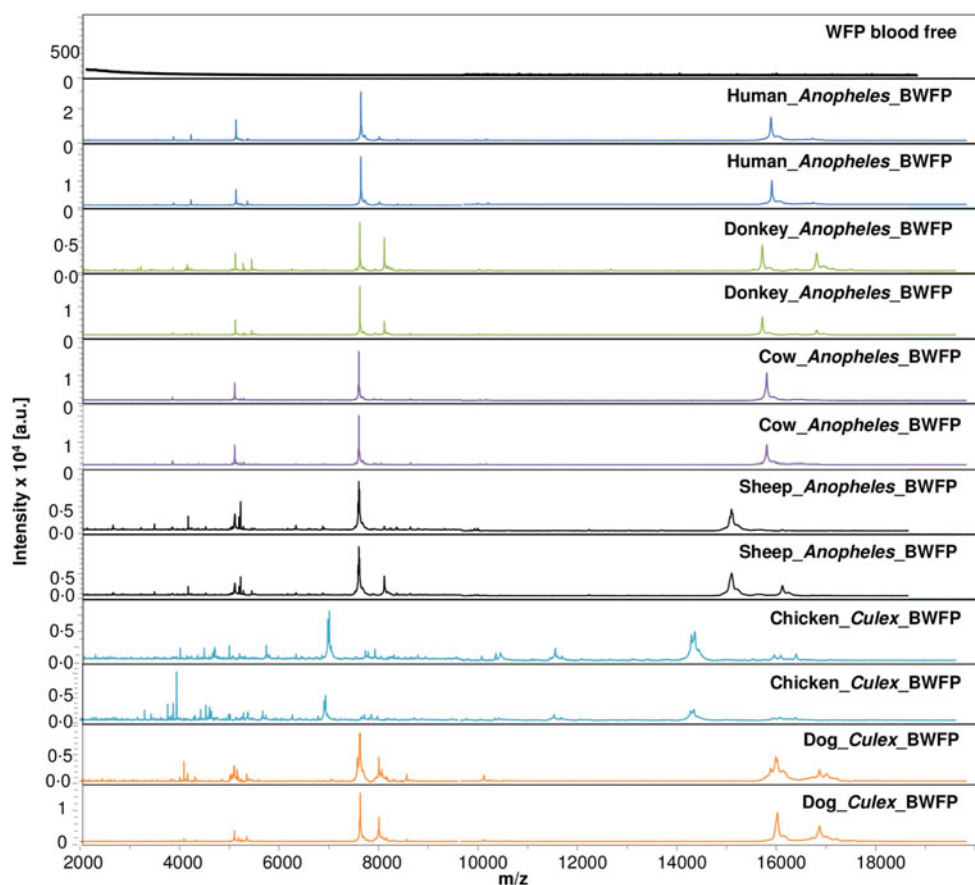 WFP blood free
500
0
Human_Anopheles_BWFP
2
0
Human_Anopheles_BWFP
1
0
Donkey_Anopheles_BWFP
0·5
0·0
Donkey_Anopheles_BWFP
1
0
Cow_Anopheles_BWFP
1
0
Cow_Anopheles_BWFP
1
0
Sheep_Anopheles_BWFP
0·5
0·0
Sheep_Anopheles_BWFP
0·5
0·0
Chicken_Culex_BWFP
0·5
0·0
Chicken_Culex_BWFP
0·5
0·0
Dog_Culex_BWFP
0·5
0·0
Dog_Culex_BWFP
1
0
Intensity x 10⁴ [a.u.]
2000 4000 6000 8000 10000 12000 14000 16000 18000
m/z